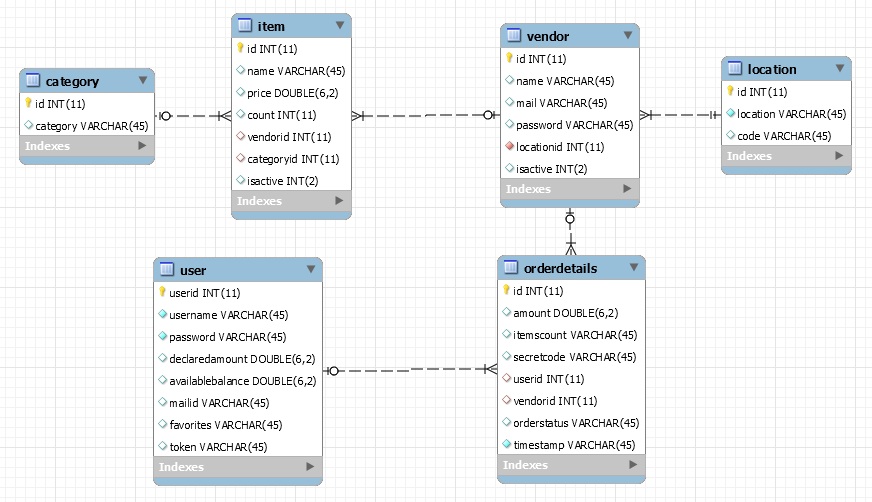 category
id INT(11)
category VARCHAR(45)
Indexes
item
id INT(11)
name VARCHAR(45)
price DOUBLE(6,2)
count INT(11)
vendorid INT(11)
categoryid INT(11)
isactive INT(2)
Indexes
vendor
id INT(11)
name VARCHAR(45)
mail VARCHAR(45)
password VARCHAR(45)
locationid INT(11)
isactive INT(2)
Indexes
location
id INT(11)
location VARCHAR(45)
code VARCHAR(45)
Indexes
user
userid INT(11)
username VARCHAR(45)
password VARCHAR(45)
declaredamount DOUBLE(6,2)
availablebalance DOUBLE(6,2)
mailid VARCHAR(45)
favorites VARCHAR(45)
token VARCHAR(45)
Indexes
orderdetails
id INT(11)
amount DOUBLE(6,2)
itemscount VARCHAR(45)
secretcode VARCHAR(45)
userid INT(11)
vendorid INT(11)
orderstatus VARCHAR(45)
timestamp VARCHAR(45)
Indexes